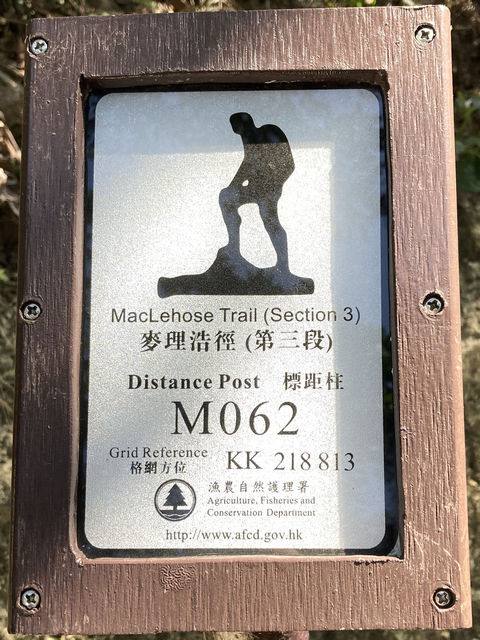 MacLehose Trail (Section 3)
麥理浩徑 (第三段)
Distance Post 標距柱
M062
Grid Reference
格網方位
KK 218 813
漁農自然護理署
Agriculture, Fisheries and
Conservation Department
http://www.afcd.gov.hk